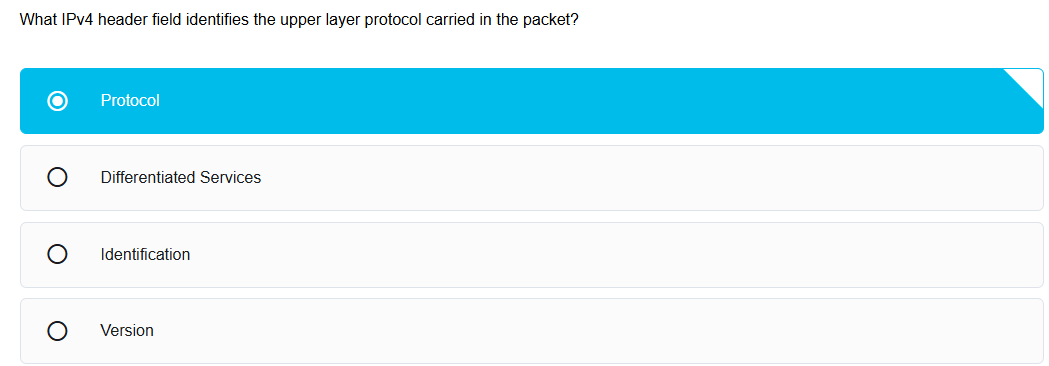 What IPv4 header field identifies the upper layer protocol carried in the packet?
Protocol
Differentiated Services
Identification
Version